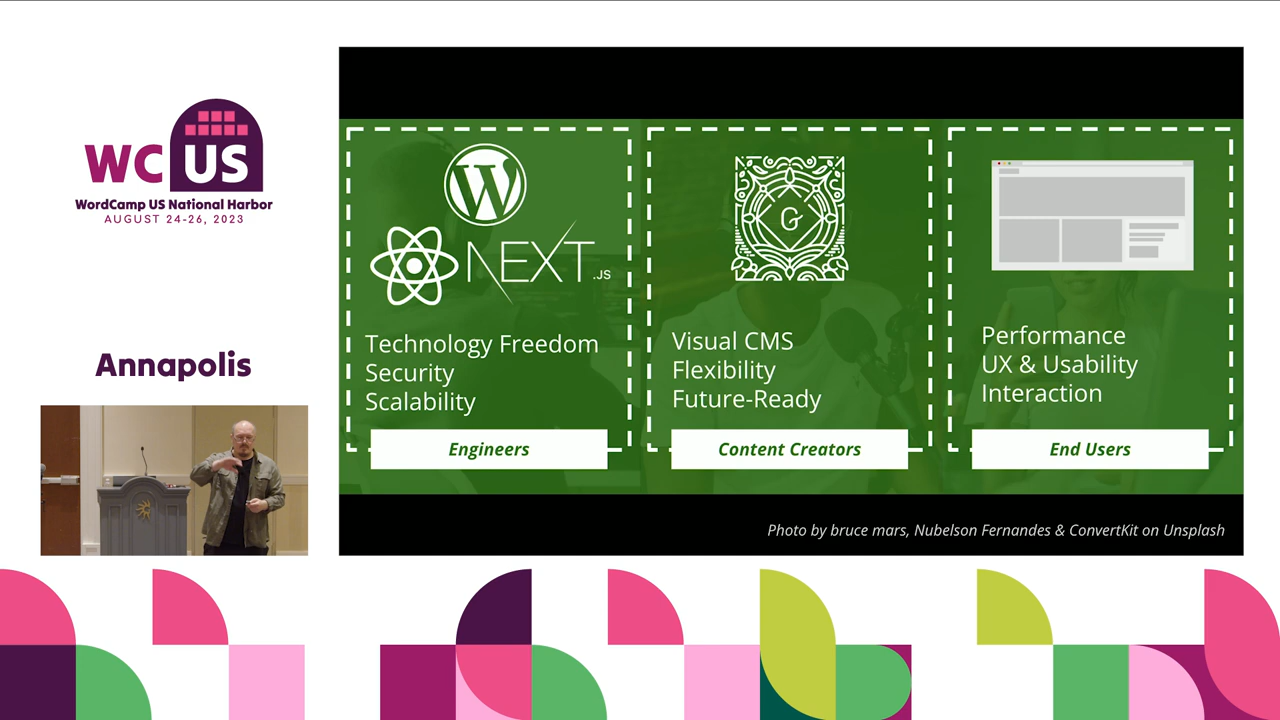 WC US
WordCamp US National Harbor
AUGUST 24-26, 2023
Annapolis
W
NEXT.JS
Technology Freedom
Security
Scalability
Engineers
G
Visual CMS
Flexibility
Future-Ready
Content Creators
Performance
UX & Usability
Interaction
End Users
Photo by bruce mars, Nubelson Fernandes & ConvertKit on Unsplash